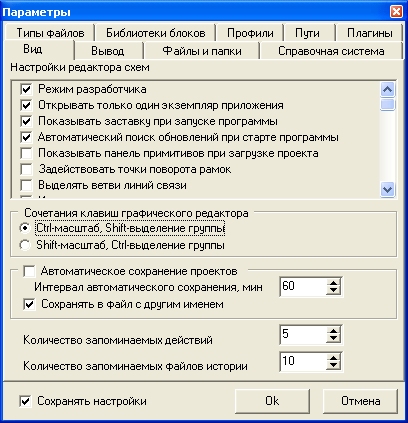 Параметры
Типы файлов Библиотеки блоков Профили Пути Плагины
Вид Вывод Файлы и папки Справочная система
Настройки редактора схем
Режим разработчика
Открывать только один экземпляр приложения
Показывать заставку при запуске программы
Автоматический поиск обновлений при старте программы
Показывать панель примитивов при загрузке проекта
Задействовать точки поворота рамок
Выделять ветви линий связи
Сочетания клавиш графического редактора
Ctrl-масштаб, Shift-выделение группы
Shift-масштаб, Ctrl-выделение группы
Автоматическое сохранение проектов
Интервал автоматического сохранения, мин 60
Сохранять в файл с другим именем
Количество запоминаемых действий 5
Количество запоминаемых файлов истории 10
Сохранять настройки Ok Отмена